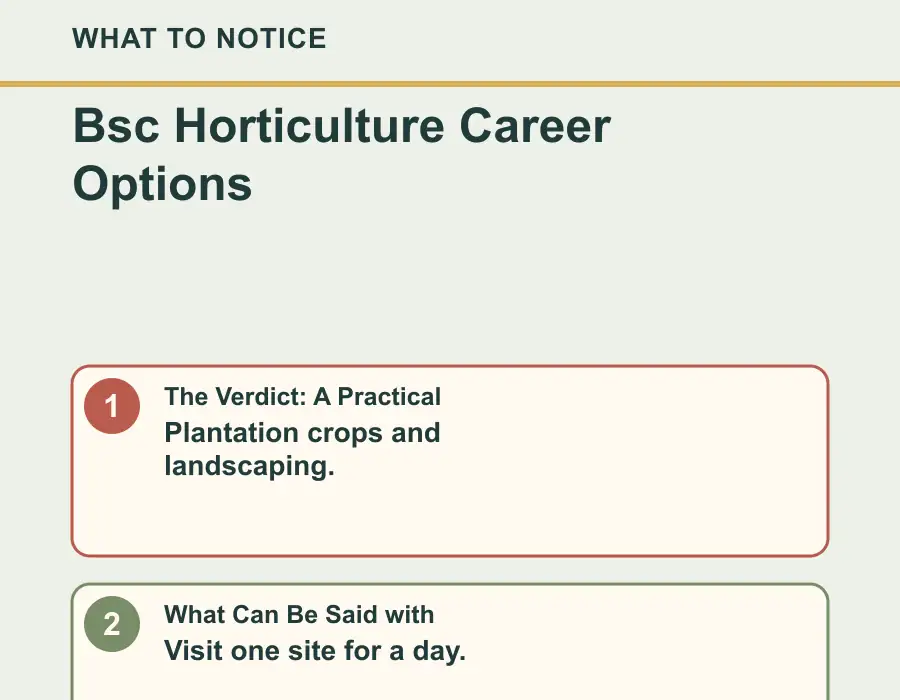 WHAT TO NOTICE
Bsc Horticulture Career
Options
1
The Verdict: A Practical
Plantation crops and
landscaping.
2
What Can Be Said with
Visit one site for a day.